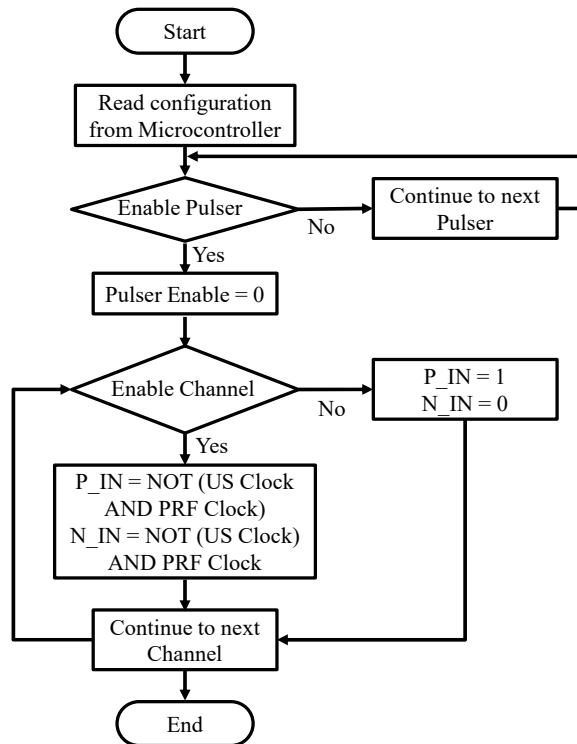 Start
Read configuration
from Microcontroller
Enable Pulser
No
Continue to next
Pulser
Yes
Pulser Enable = 0
Enable Channel
No
P_IN = 1
N_IN = 0
Yes
P_IN = NOT (US Clock
AND PRF Clock)
N_IN = NOT (US Clock)
AND PRF Clock
Continue to next
Channel
End